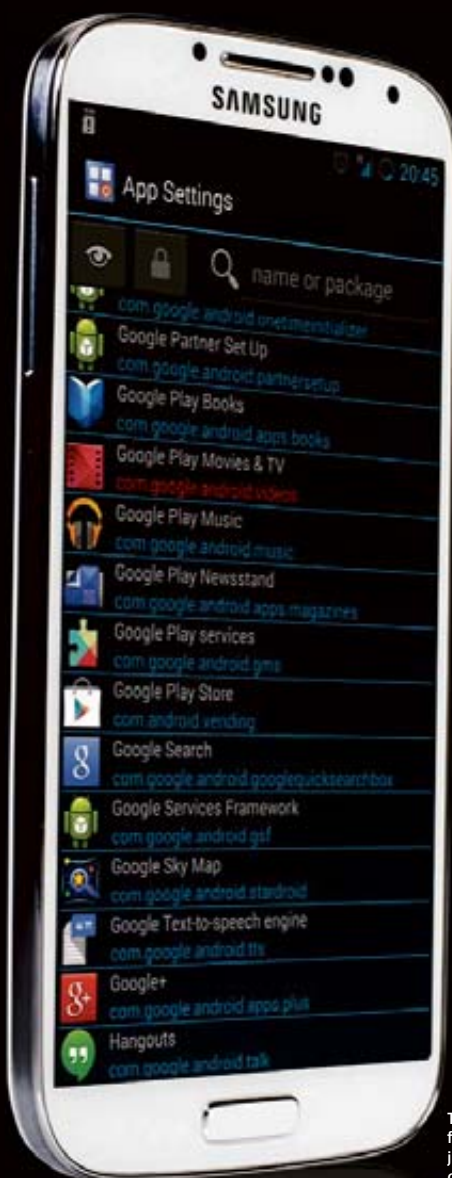 SAMSUNG
20:45
App Settings
name or package
com.google.android.onetimeinitializer
Google Partner Set Up
com.google.android.partnersetup
Google Play Books
com.google.android.apps.books
Google Play Movies & TV
com.google.android.videos
Google Play Music
com.google.android.music
Google Play Newsstand
com.google.android.apps.magazines
Google Play services
com.google.android.gms
Google Play Store
com.android.vending
Google Search
com.google.android.googlequicksearchbox
Google Services Framework
com.google.android.gsf
Google Sky Map
com.google.android.stardroid
Google Text-to-speech engine
com.google.android.tts
Google+
com.google.android.apps.plus
Hangouts
com.google.android.talk